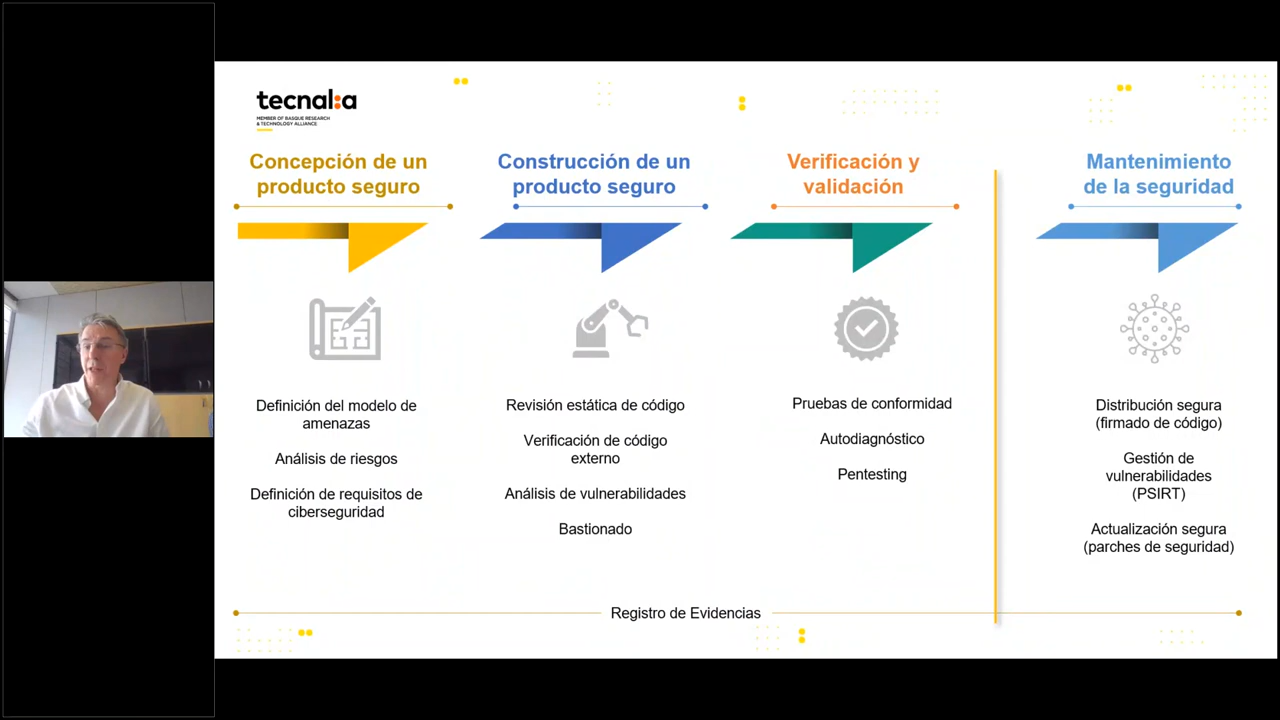 tecnal:a
MEMBER OF BASQUE RESEARCH
& TECHNOLOGY ALLIANCE
Concepción de un
producto seguro
Definición del modelo de
amenazas
Análisis de riesgos
Definición de requisitos de
ciberseguridad
Construcción de un
producto seguro
Revisión estática de código
Verificación de código
externo
Análisis de vulnerabilidades
Bastionado
Verificación y
validación
Pruebas de conformidad
Autodiagnóstico
Pentesting
Mantenimiento
de la seguridad
Distribución segura
(firmado de código)
Gestión de
vulnerabilidades
(PSIRT)
Actualización segura
(parches de seguridad)
Registro de Evidencias